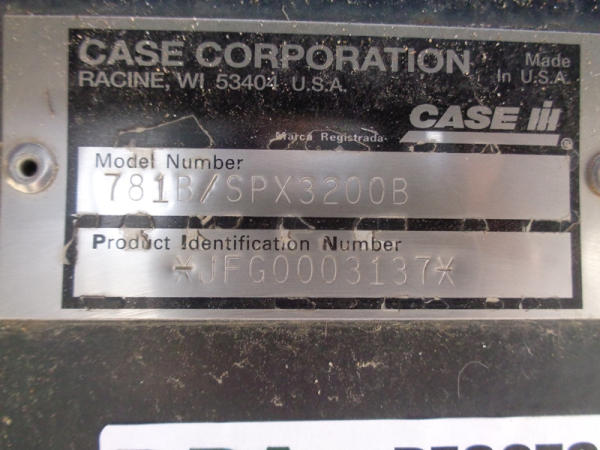 CASE CORPORATION
RACINE, WI 53404 U.S.A.
Made
In U.S.A.
CASE IH
®
Marca Registrada
Model Number
781B/SPX3200B
Product Identification Number
*JFG0003137*